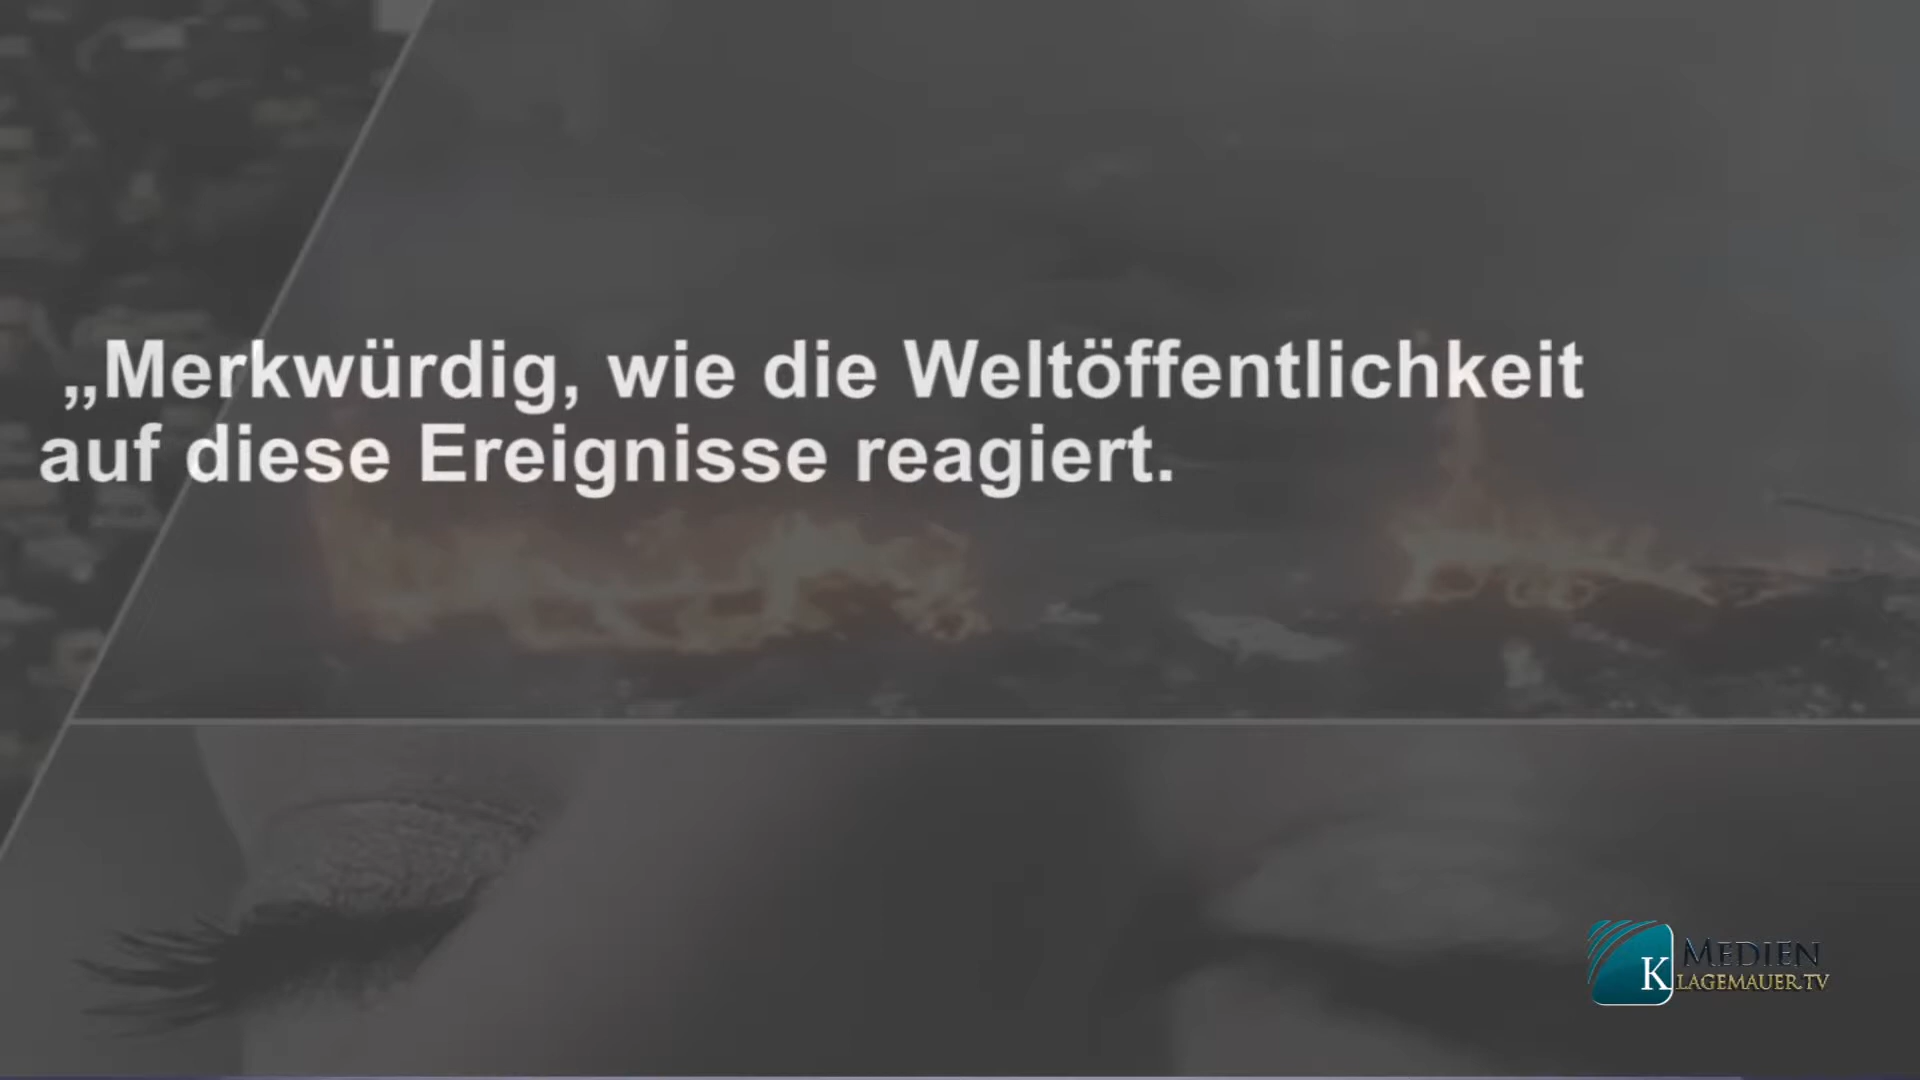 „Merkwürdig, wie die Weltöffentlichkeit
auf diese Ereignisse reagiert.
MEDIEN
KLAGEMAUER.TV